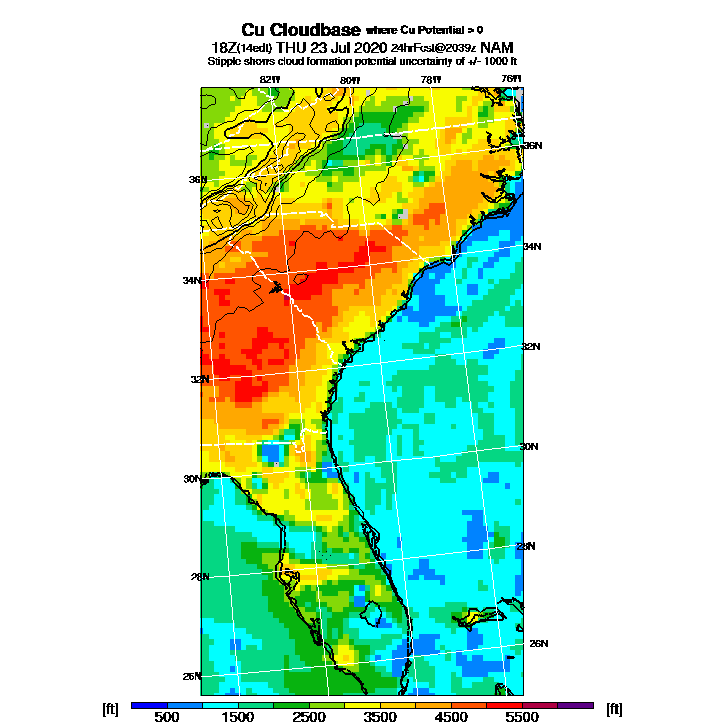 Cu Cloudbase where Cu Potential > 0
18Z(14edt) THU 23 Jul 2020 24hrFcst@2039z NAM
Stipple shows cloud formation potential uncertainty of +/- 1000 ft
82W 80W 78W 76W
36N
36N
34N
34N
32N
32N
30N
30N
28N
28N
26N
26N
[ft] [ft]
500 1500 2500 3500 4500 5500